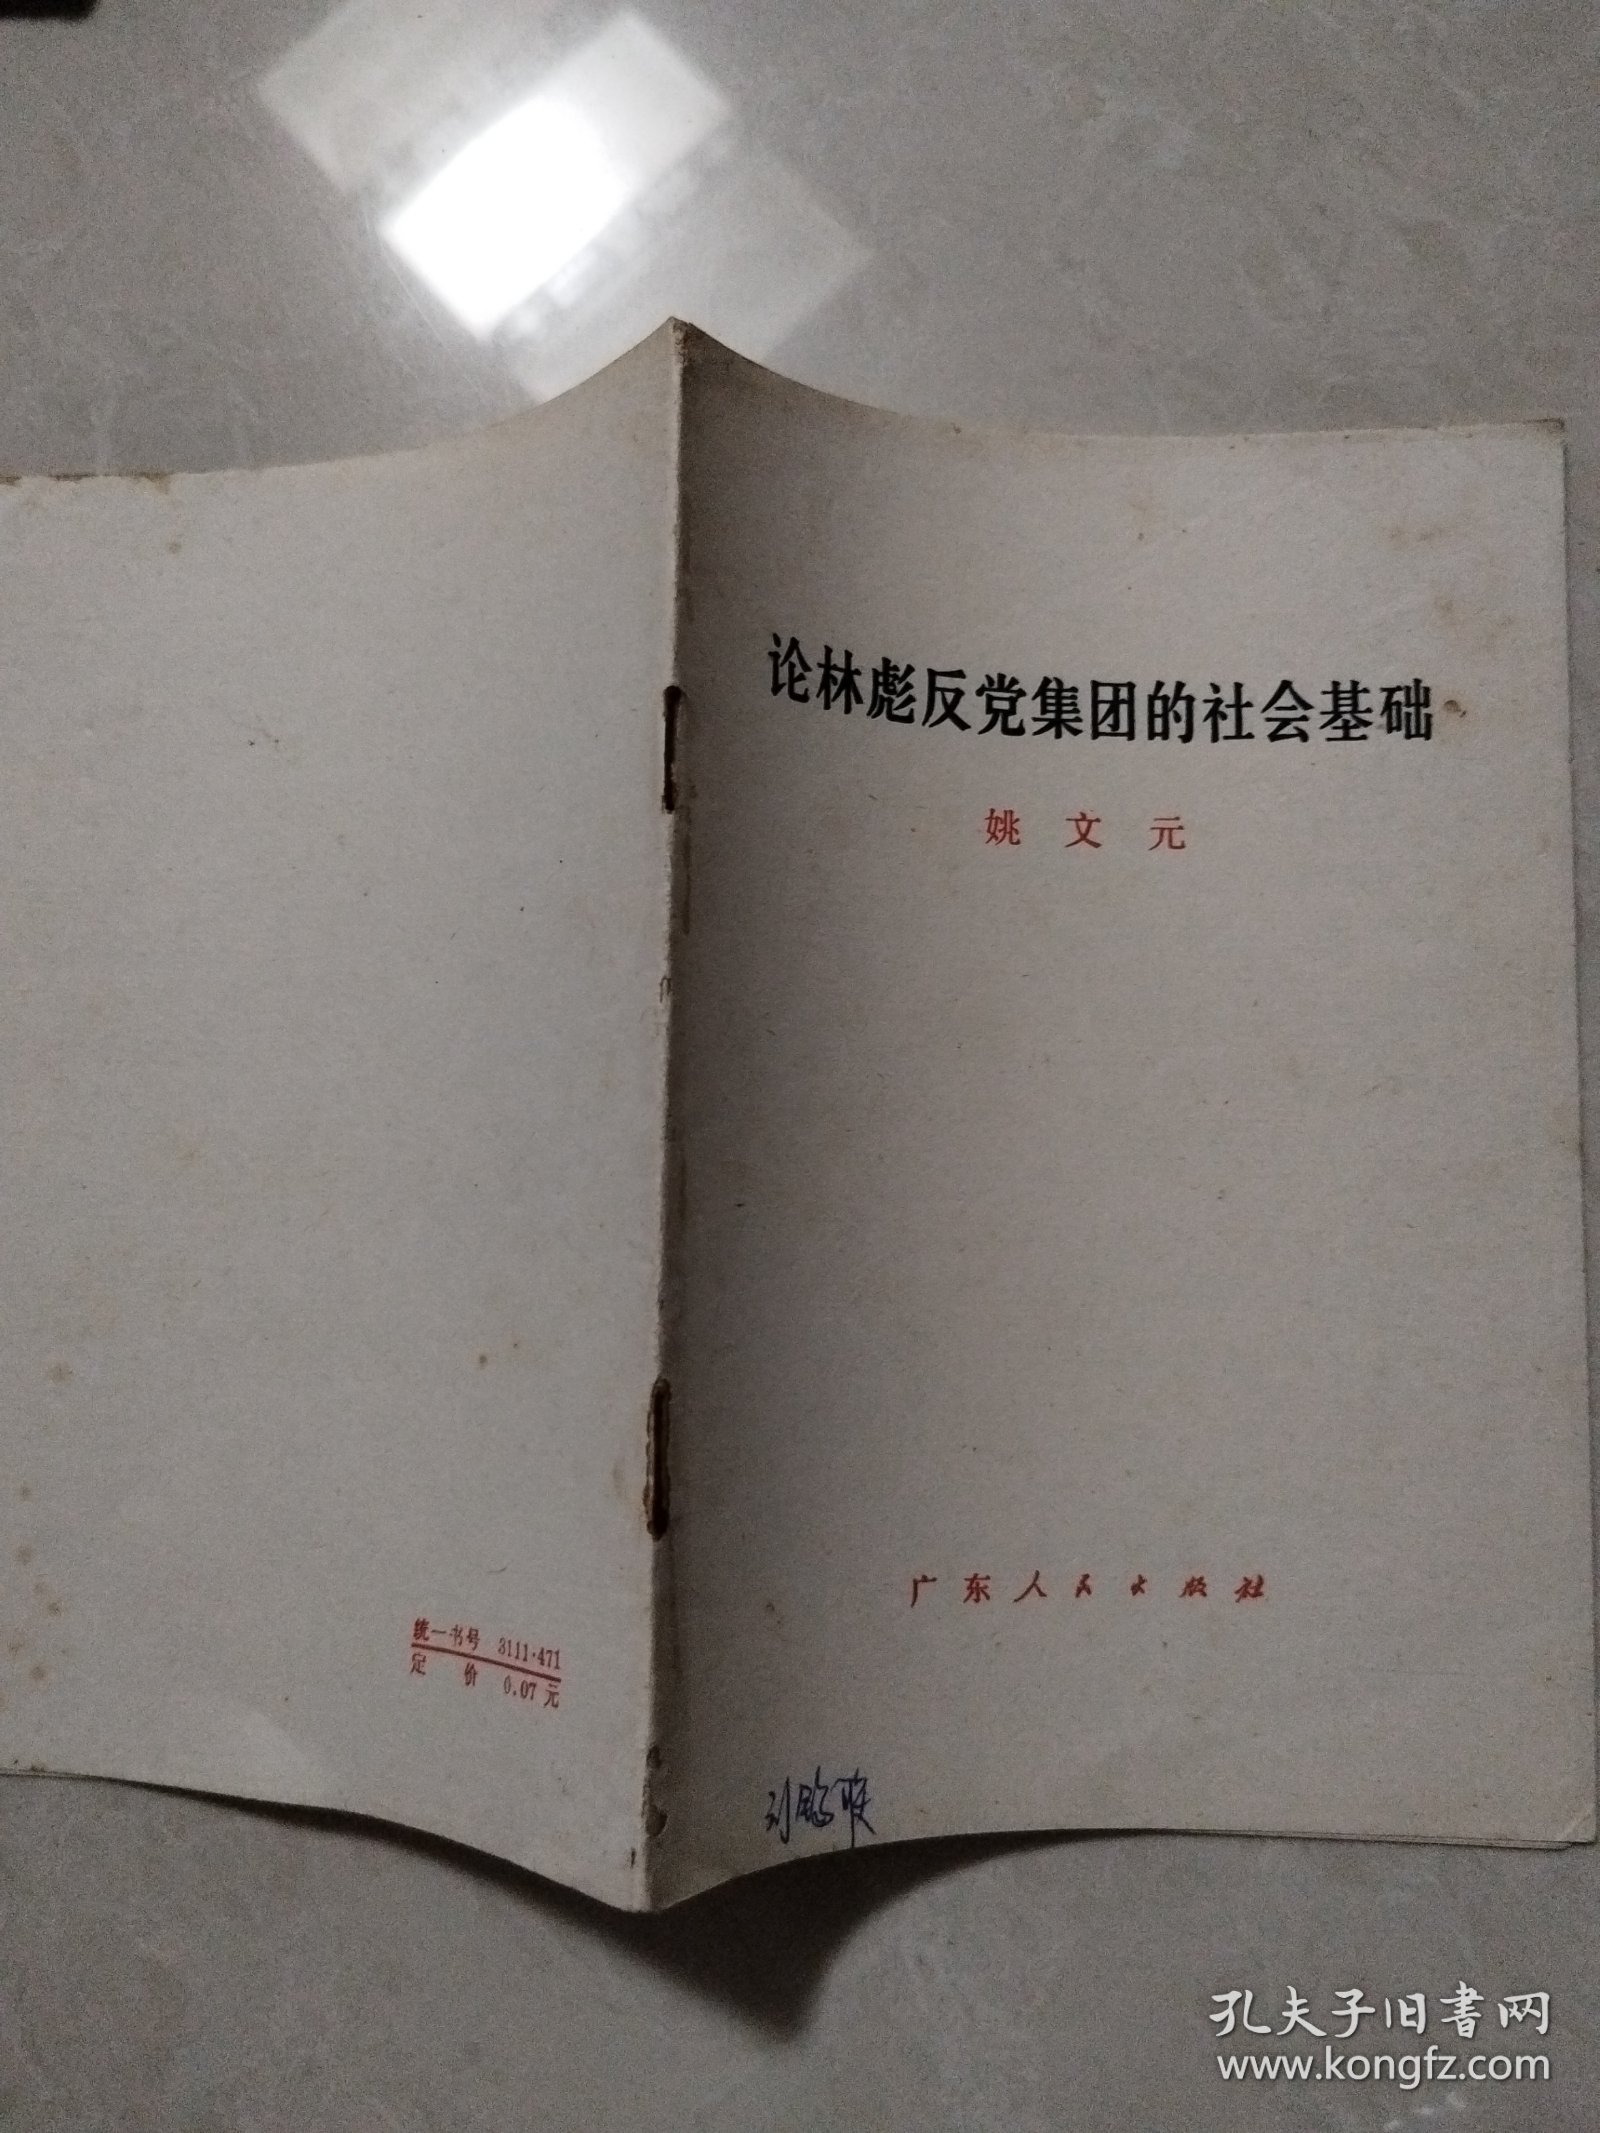 论林彪反党集团的社会基础
姚文元
广东人民出版社
统一书号 3111·471
定价 0.07元
孔夫子旧书网
www.kongfz.com